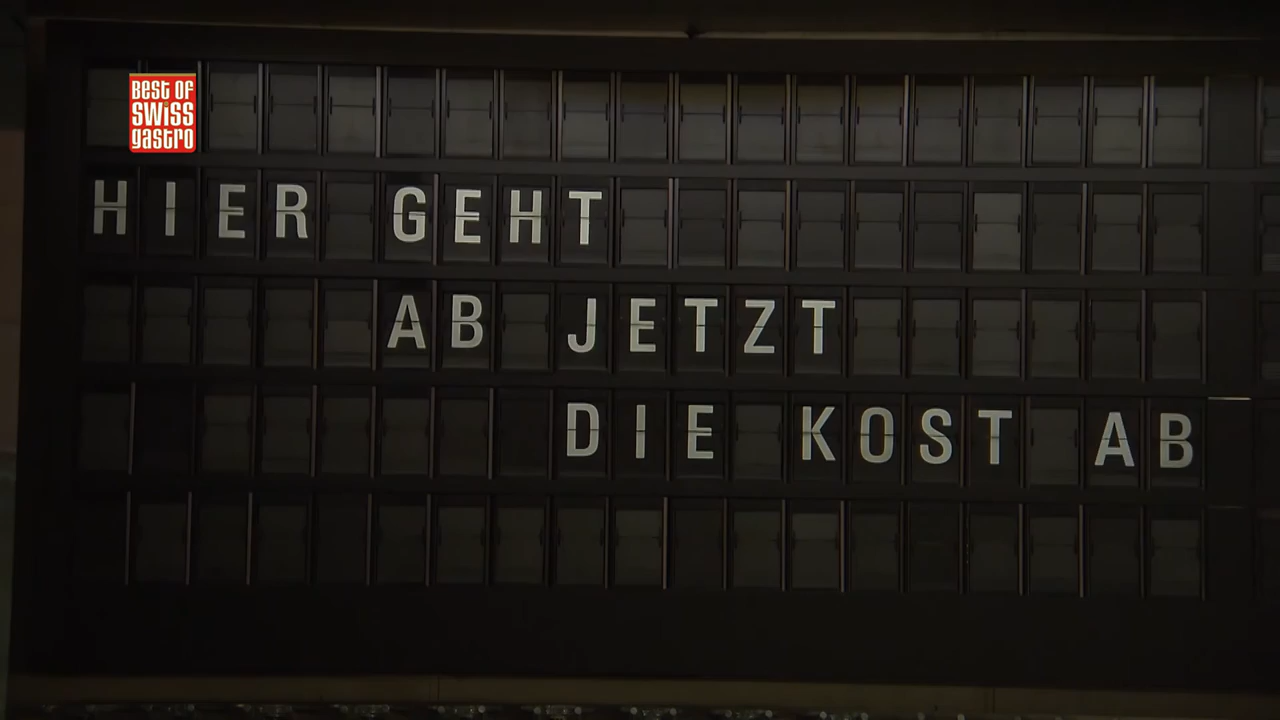 BEST OF
SWISS
gastro
HIER GEHT
AB JETZT
DIE KOST AB